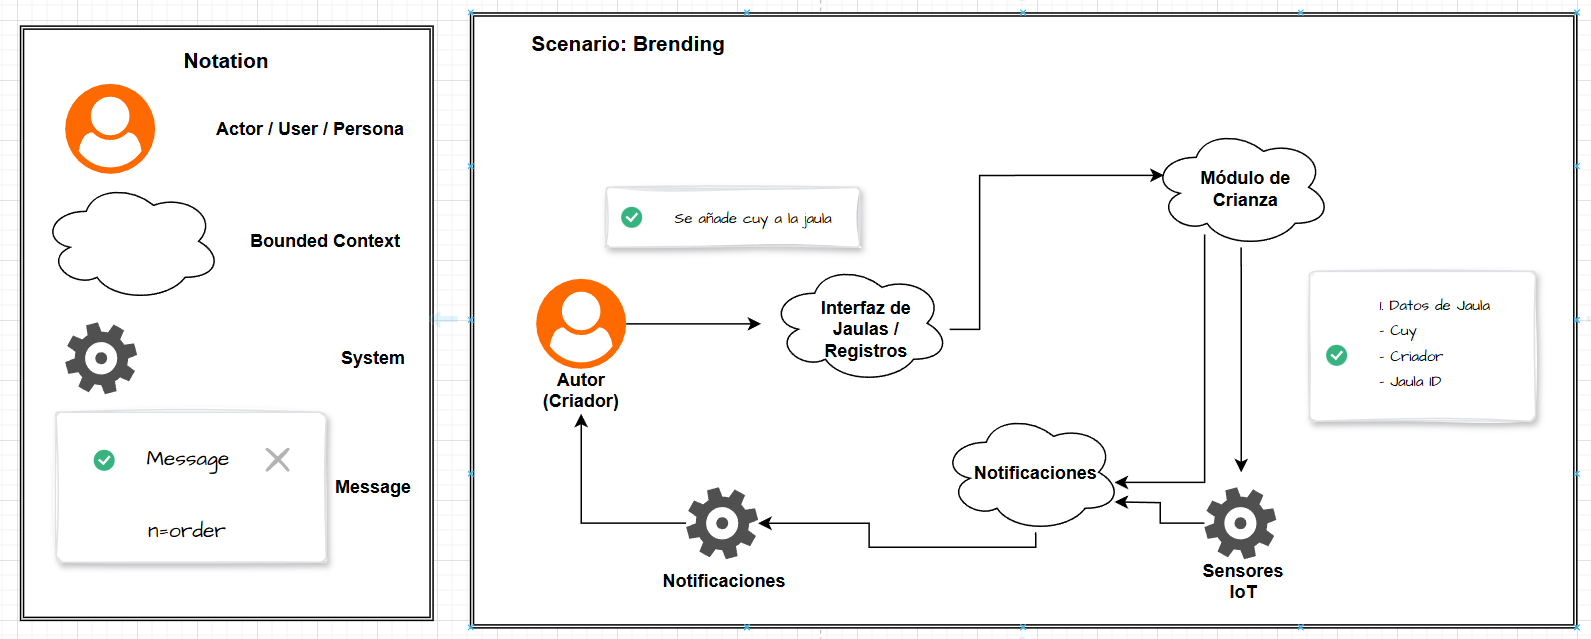 Notation
Actor / User / Persona
Bounded Context
System
Message
n=order
Message
Scenario: Brending
Se añade cuy a la jaula
Autor
(Criador)
Interfaz de
Jaulas /
Registros
Módulo de
Crianza
1. Datos de Jaula
- Cuy
- Criador
- Jaula ID
Notificaciones
Notificaciones
Sensores
IoT